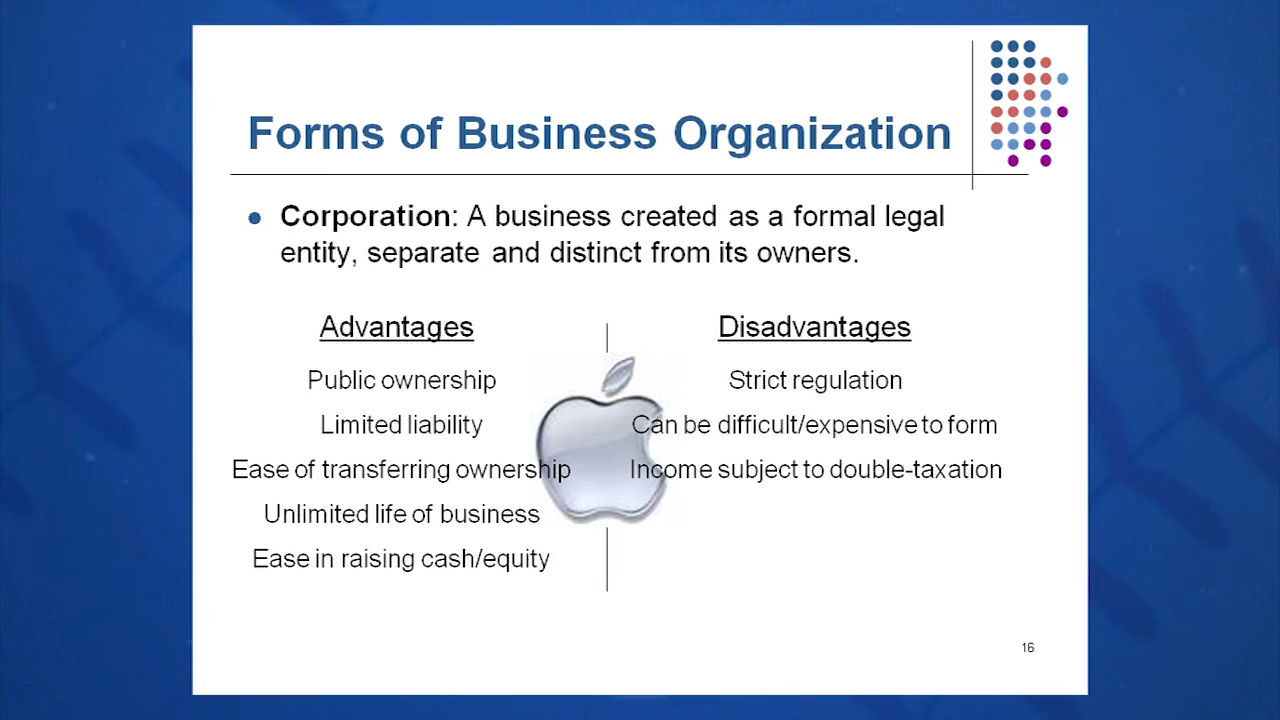 Forms of Business Organization
Corporation: A business created as a formal legal
entity, separate and distinct from its owners.
Advantages
Public ownership
Limited liability
Ease of transferring ownership
Unlimited life of business
Ease in raising cash/equity
Disadvantages
Strict regulation
Can be difficult/expensive to form
Income subject to double-taxation
16